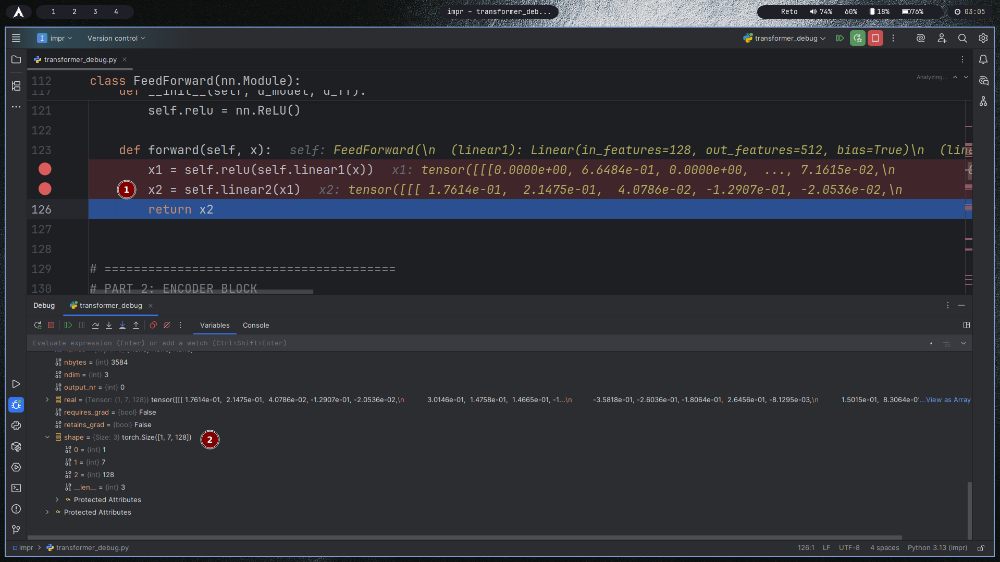 1 2 3 4
impr – transformer_deb...
Reto 74% 60% 18% 76% 03:05
I impr Version control
transformer_debug
transformer_debug.py
Analyzing...
112 class FeedForward(nn.Module):
117 def __init__(self, d_model, d_ff):
121 self.relu = nn.ReLU()
122
123 def forward(self, x): self: FeedForward(\n (linear1): Linear(in_features=128, out_features=512, bias=True)\n (lin
x1 = self.relu(self.linear1(x)) x1: tensor([[[0.0000e+00, 6.6484e-01, 0.0000e+00, ..., 7.1615e-02,\n
1 x2 = self.linear2(x1) x2: tensor([[[ 1.7614e-01, 2.1475e-01, 4.0786e-02, -1.2907e-01, -2.0536e-02,\n
126 return x2
127
128
129 # ========================================
130 # PART 2: ENCODER BLOCK
Debug transformer_debug
Variables Console
Evaluate expression (Enter) or add a watch (Ctrl+Shift+Enter)
nbytes = {int} 3584
ndim = {int} 3
output_nr = {int} 0
real = {Tensor: (1, 7, 128)} tensor([[[ 1.7614e-01, 2.1475e-01, 4.0786e-02, -1.2907e-01, -2.0536e-02,\n 3.0146e-01, 1.4758e-01, 1.4665e-01, -1...\n -3.5818e-01, -2.6036e-01, -1.8064e-01, 2.6456e-01, -8.1295e-03,\n 1.5015e-01, 8.3064e-0...View as Array
requires_grad = {bool} False
retains_grad = {bool} False
shape = {Size: 3} torch.Size([1, 7, 128]) 2
0 = {int} 1
1 = {int} 7
2 = {int} 128
__len__ = {int} 3
Protected Attributes
Protected Attributes
impr transformer_debug.py
126:1 LF UTF-8 4 spaces Python 3.13 (impr)